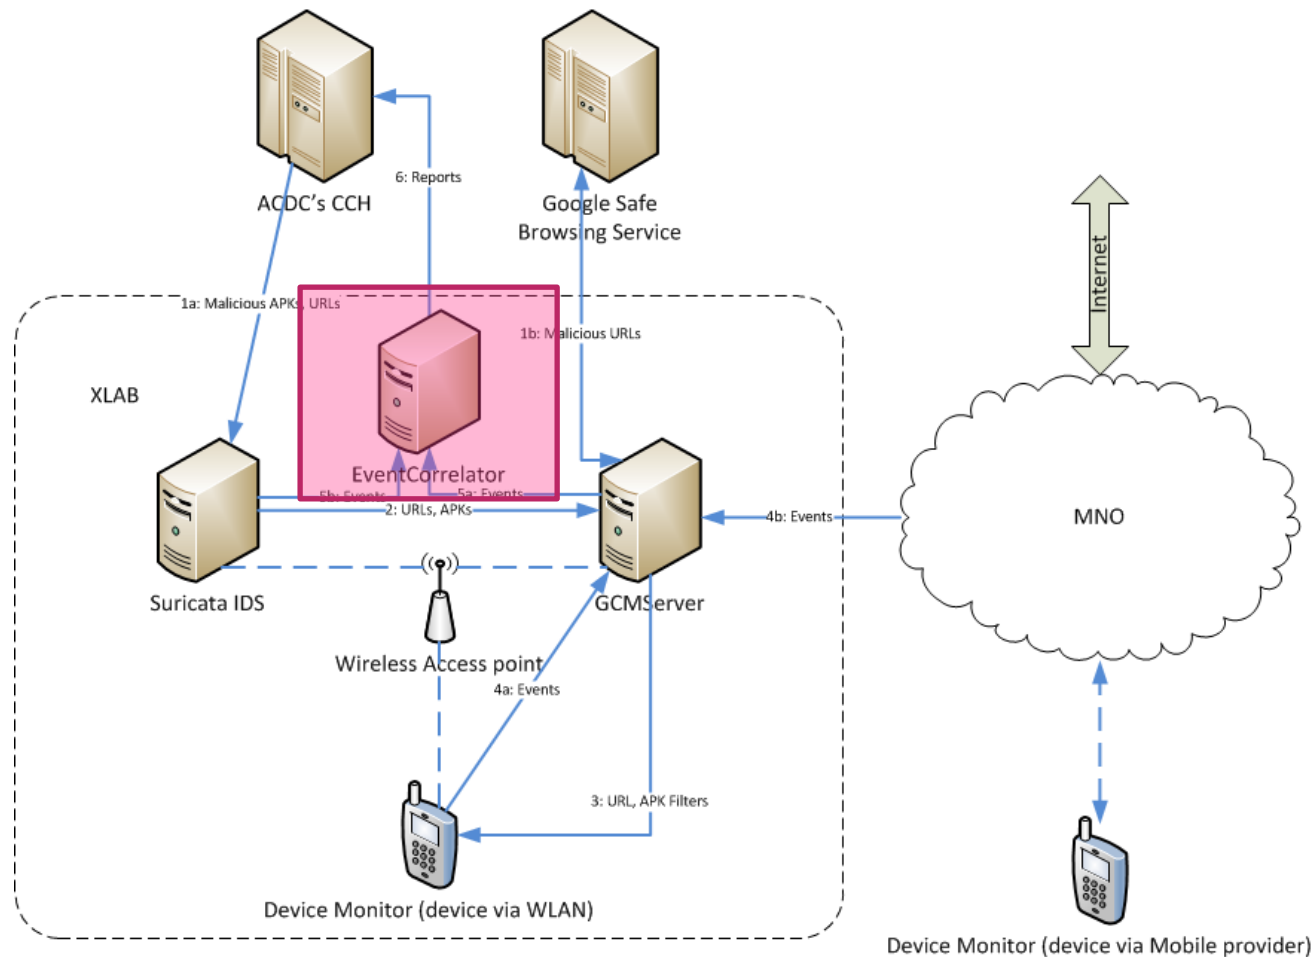 6: Reports
ACDC's CCH
Google Safe
Browsing Service
Internet
1a: Malicious APKs, URLs
1b: Malicious URLs
XLAB
EventCorrelator
5b: Events
5a: Events
2: URLs, APKs
4b: Events
MNO
Suricata IDS
GCMServer
Wireless Access point
4a: Events
3: URL, APK Filters
Device Monitor (device via WLAN)
Device Monitor (device via Mobile provider)